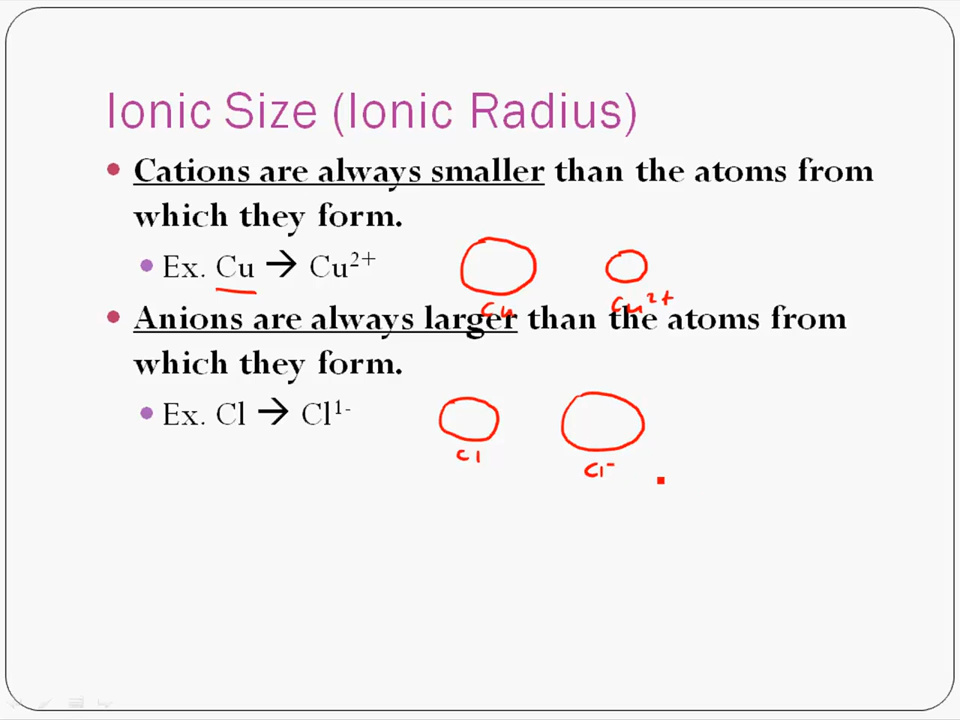 Ionic Size (Ionic Radius)
• Cations are always smaller than the atoms from
which they form.
• Ex. Cu → Cu²⁺
Cu Cu²⁺
• Anions are always larger than the atoms from
which they form.
• Ex. Cl → Cl¹⁻
Cl Cl⁻